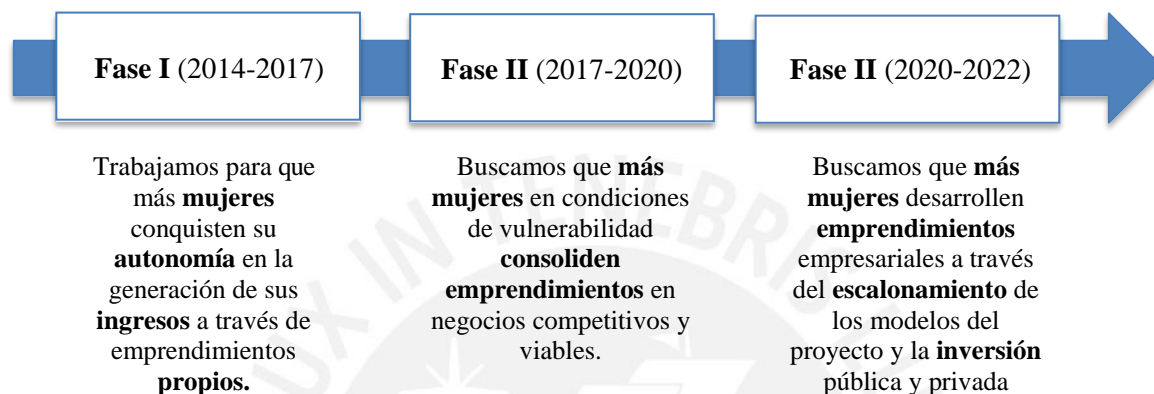 Fase I (2014-2017)
Fase II (2017-2020)
Fase II (2020-2022)
Trabajamos para que
más mujeres
conquisten su
autonomía en la
generación de sus
ingresos a través de
emprendimientos
propios.
Buscamos que más
mujeres en condiciones
de vulnerabilidad
consoliden
emprendimientos en
negocios competitivos y
viables.
Buscamos que más
mujeres desarrollen
emprendimientos
empresariales a través
del escalonamiento de
los modelos del
proyecto y la inversión
pública y privada
LUX IN TENEBRIS